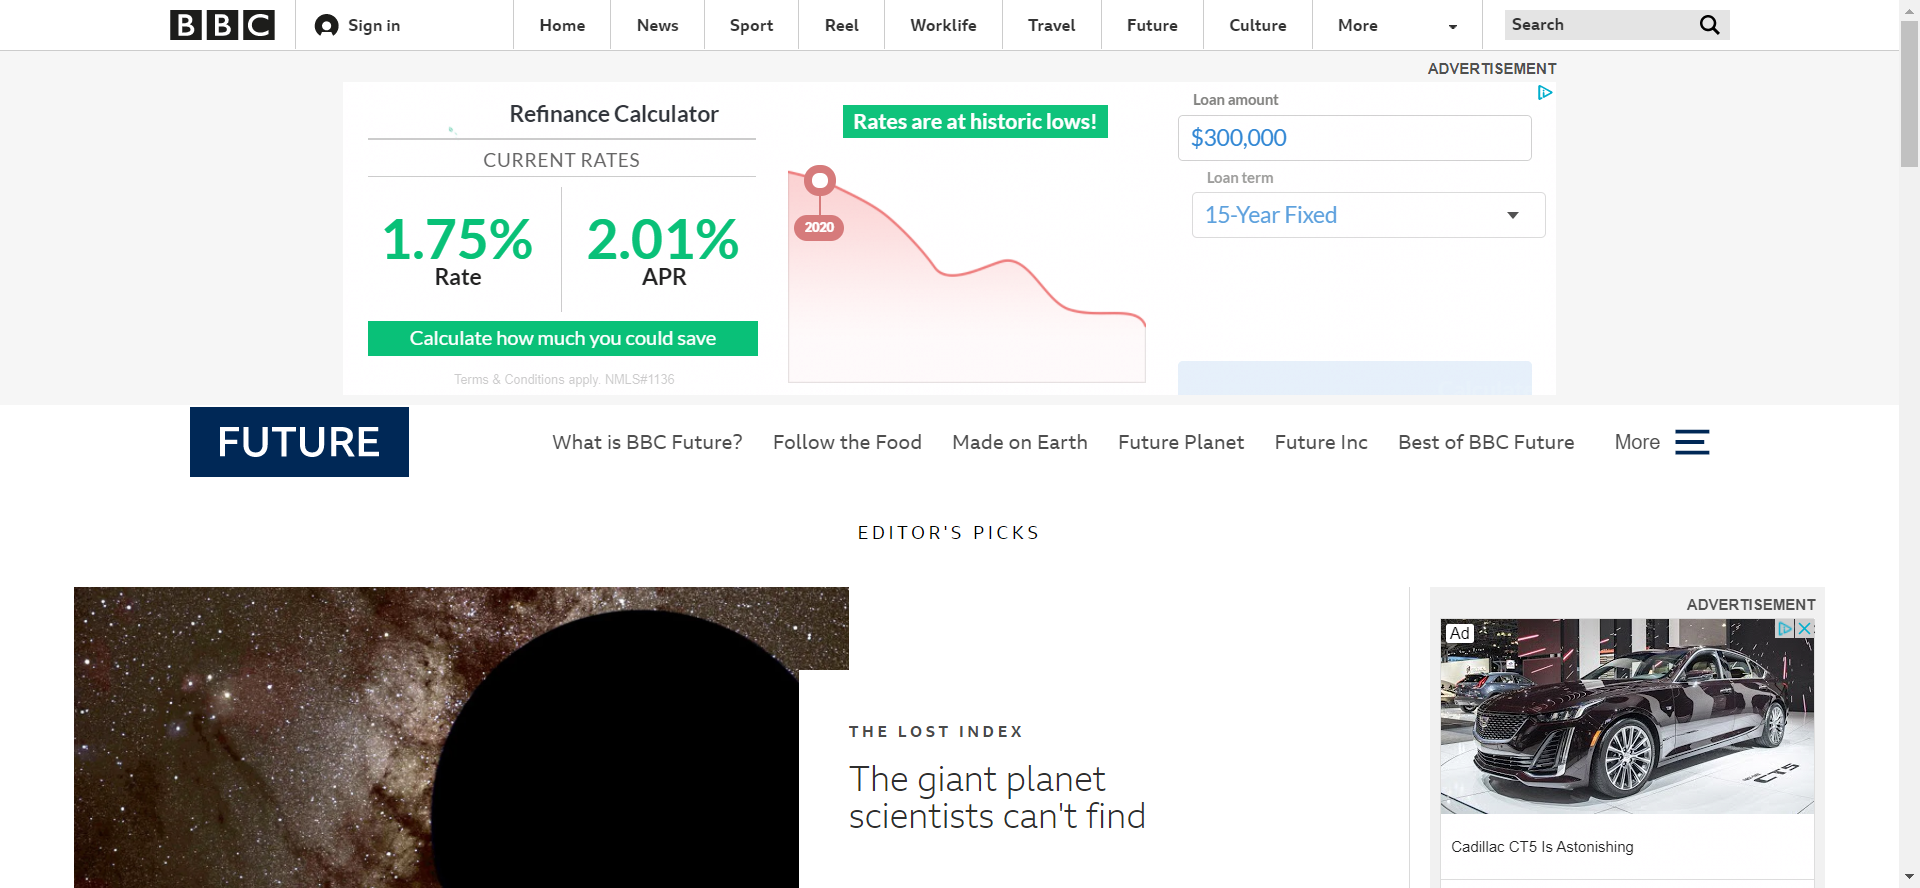 BBC
Sign in
Home
News
Sport
Reel
Worklife
Travel
Future
Culture
More
Search
ADVERTISEMENT
Refinance Calculator
CURRENT RATES
1.75%
Rate
2.01%
APR
Calculate how much you could save
Terms & Conditions apply. NMLS#1136
Rates are at historic lows!
2020
Loan amount
$300,000
Loan term
15-Year Fixed
FUTURE
What is BBC Future?
Follow the Food
Made on Earth
Future Planet
Future Inc
Best of BBC Future
More
EDITOR'S PICKS
THE LOST INDEX
The giant planet
scientists can't find
ADVERTISEMENT
Ad
CT5
Cadillac CT5 Is Astonishing